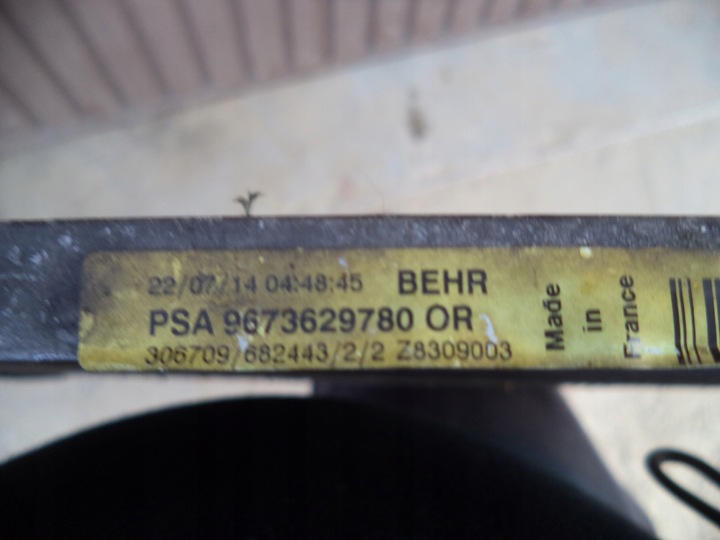 22/07/14 04:48:45 BEHR
PSA 9673629780 OR
306709/682443/2/2 Z8309003
Made
in
France